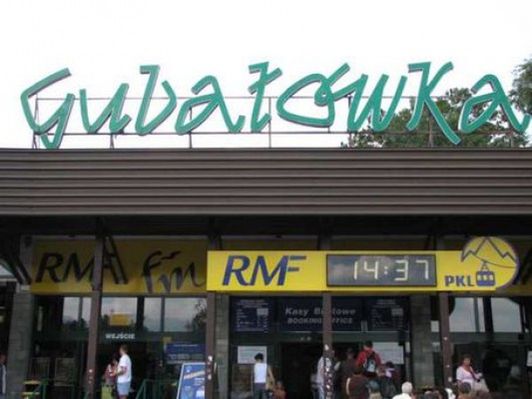 Gubałówka
RMF fm
RMF 14:37 PKL
Kasy Biletowe
BOOKING OFFICE
WEJŚCIE